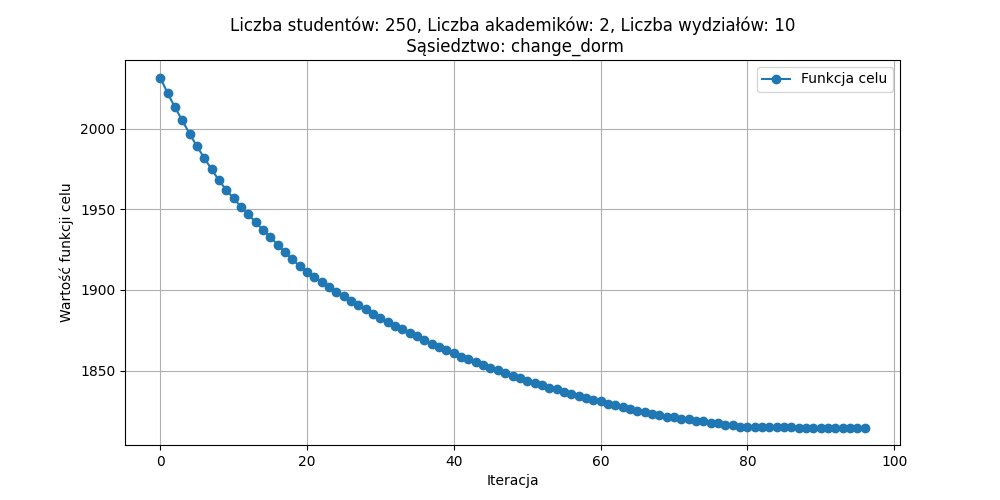 Liczba studentów: 250, Liczba akademików: 2, Liczba wydziałów: 10
Sąsiedztwo: change_dorm
Funkcja celu
Wartość funkcji celu
2000
1950
1900
1850
0 20 40 60 80 100
Iteracja